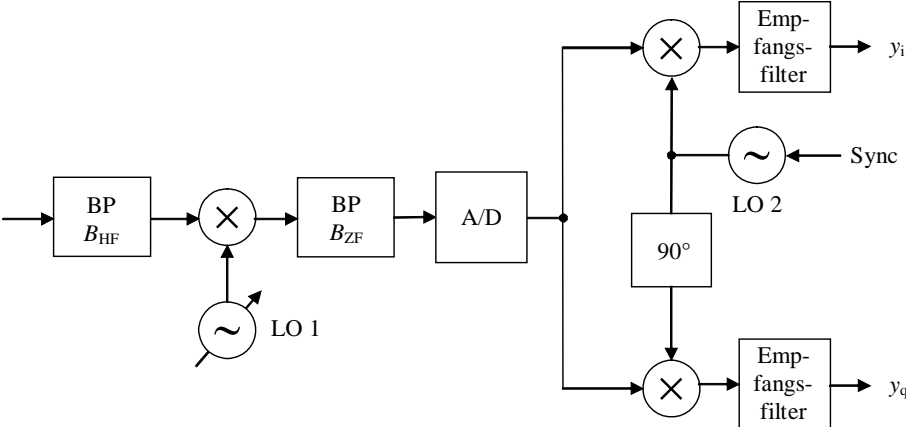 Emp-
fangs-
filter
yi
Sync
LO 2
BP
BHF
BP
BZF
A/D
90°
LO 1
Emp-
fangs-
filter
yq